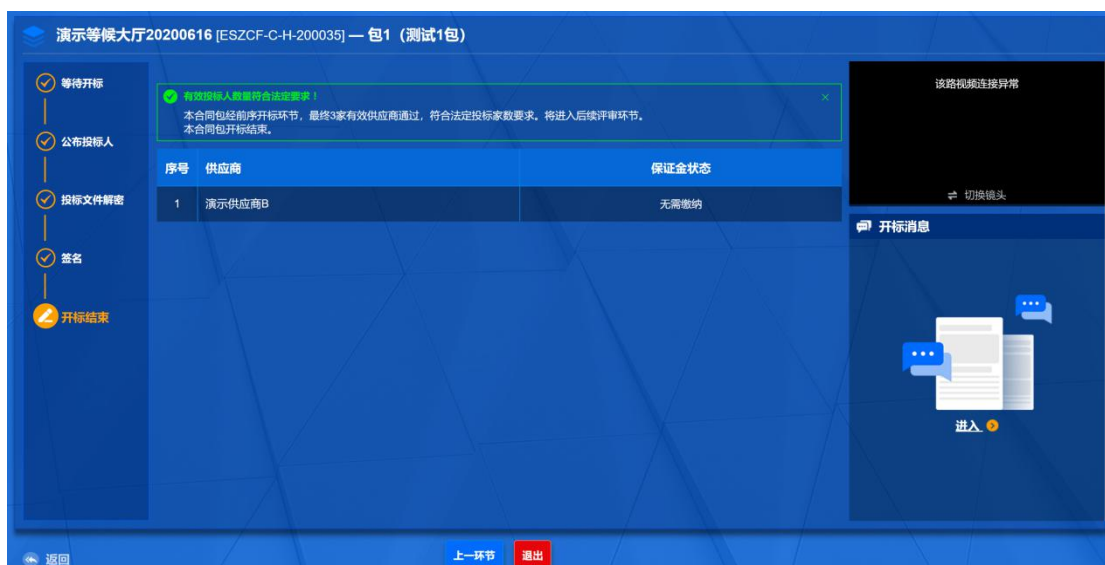 演示等候大厅20200616 [ESZCF-C-H-200035] — 包1（测试1包）
等待开标
公布投标人
投标文件解密
签名
开标结束
有效投标人数量符合法定要求！
本合同包经前序开标环节，最终3家有效供应商通过，符合法定投标家数要求。将进入后续评审环节。
本合同包开标结束。
序号 供应商 保证金状态
1 演示供应商B 无需缴纳
该路视频连接异常
切换镜头
开标消息
进入
返回
上一环节 退出